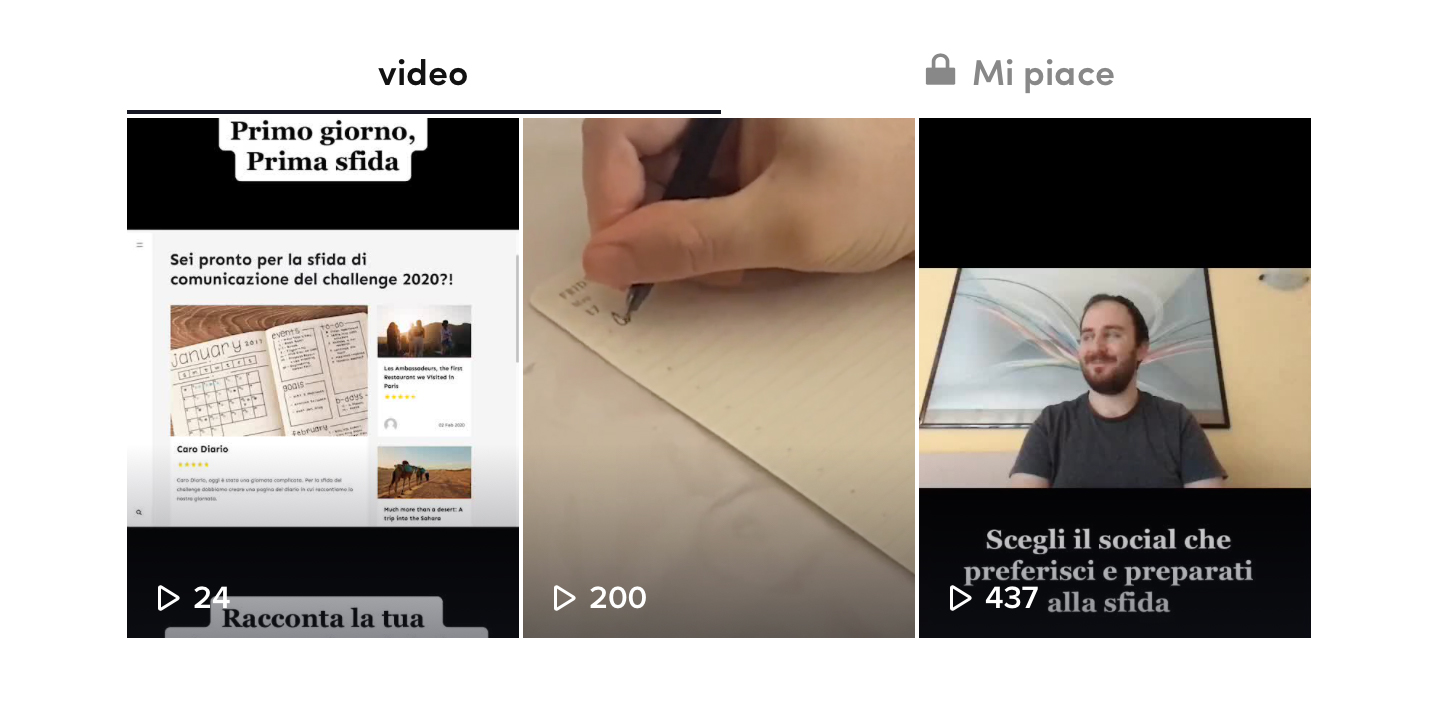 video
Mi piace
Primo giorno,
Prima sfida
Sei pronto per la sfida di
comunicazione del challenge 2020?!
january 2017
events
to-do
goals
b-days
february
Les Ambassadeurs, the first
Restaurant we Visited in
Paris
02 Feb 2020
Caro Diario
Caro Diario, oggi è stata una giornata complicata. Per la sfida del
challenge dobbiamo creare una pagina del diario in cui raccontiamo la
nostra giornata.
Much more than a desert: A
trip into the Sahara
24
Racconta la tua
200
Scegli il social che
preferisci e preparati
alla sfida
437